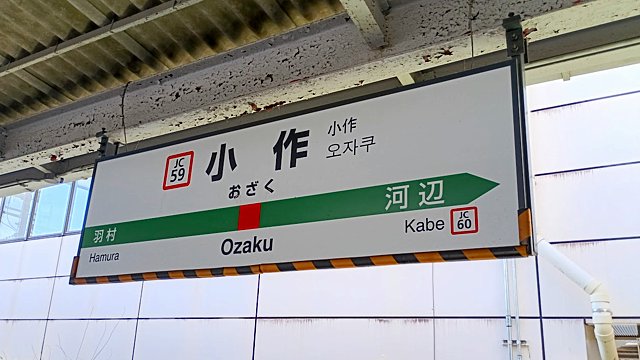 JC
59
小作
小作
오자쿠
おざく
羽村
河辺
Hamura
Ozaku
Kabe
JC
60